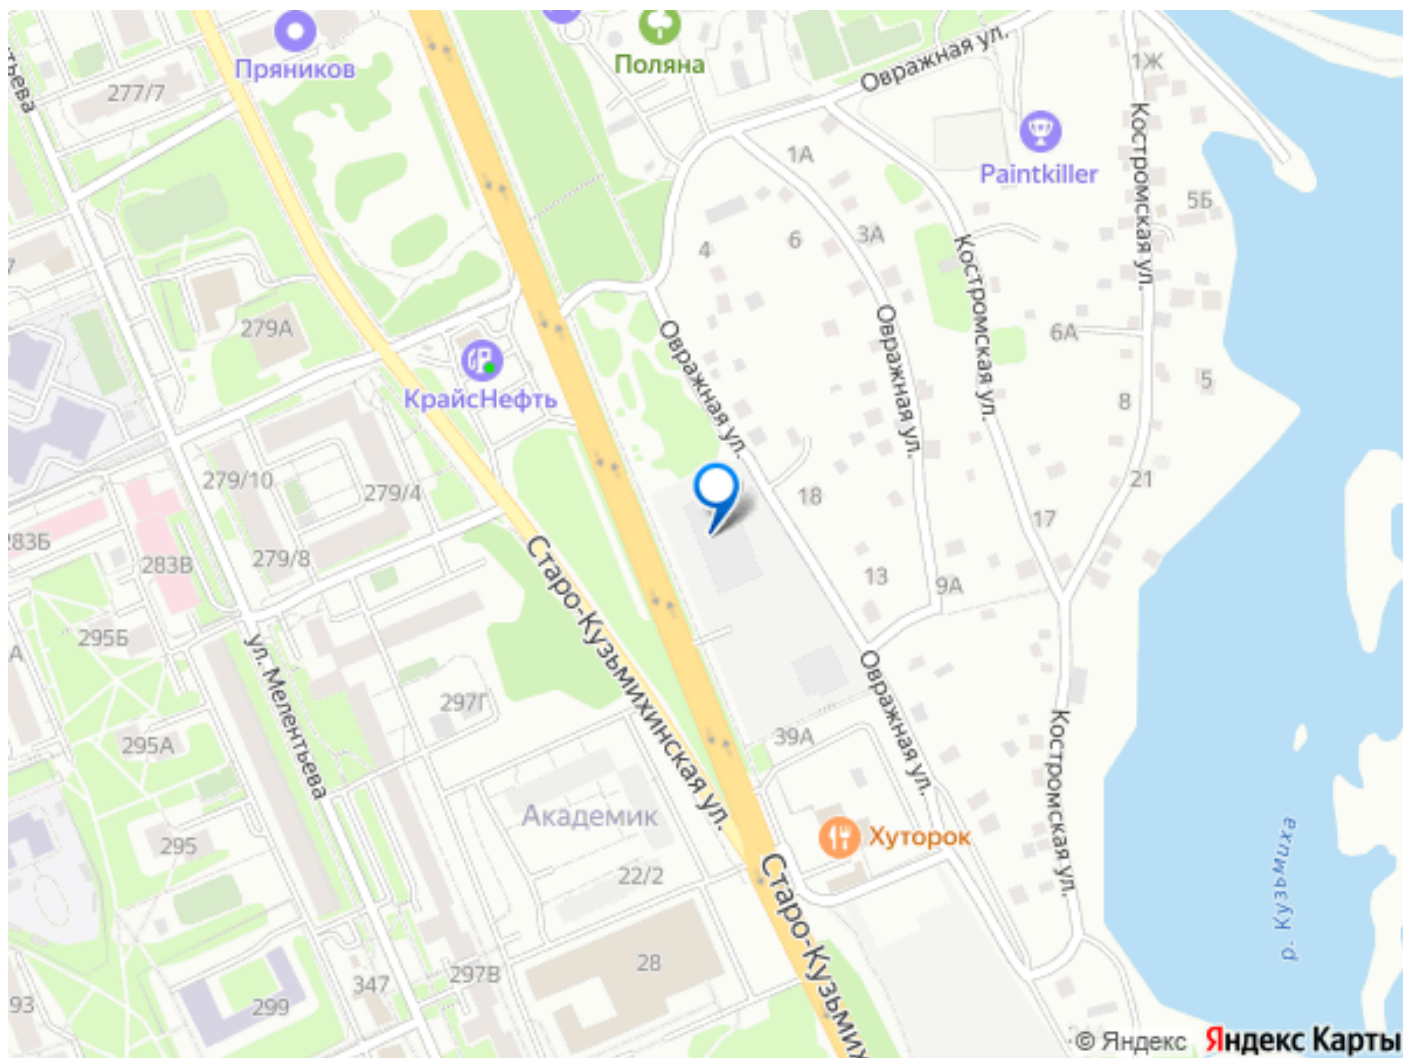 Поляна
Овражная ул.
1Ж
Пряников
277/7
тьева
Костромская ул.
Paintkiller
1А
5Б
3А
6
4
Костромская ул.
279А
Овражная ул.
Овражная ул.
6А
5
8
КрайсНефть
279/10
279/4
21
18
17
283Б
283В
279/8
Старо-Кузьмихинская ул.
13
9А
295Б
ул. Мелентьева
297Г
Овражная ул.
Костромская ул.
295А
39А
Академик
Хуторок
295
22/2
Старо-Кузьмих
р. Кузьмиха
28
297В
347
299
93
© Яндекс
Яндекс Карты